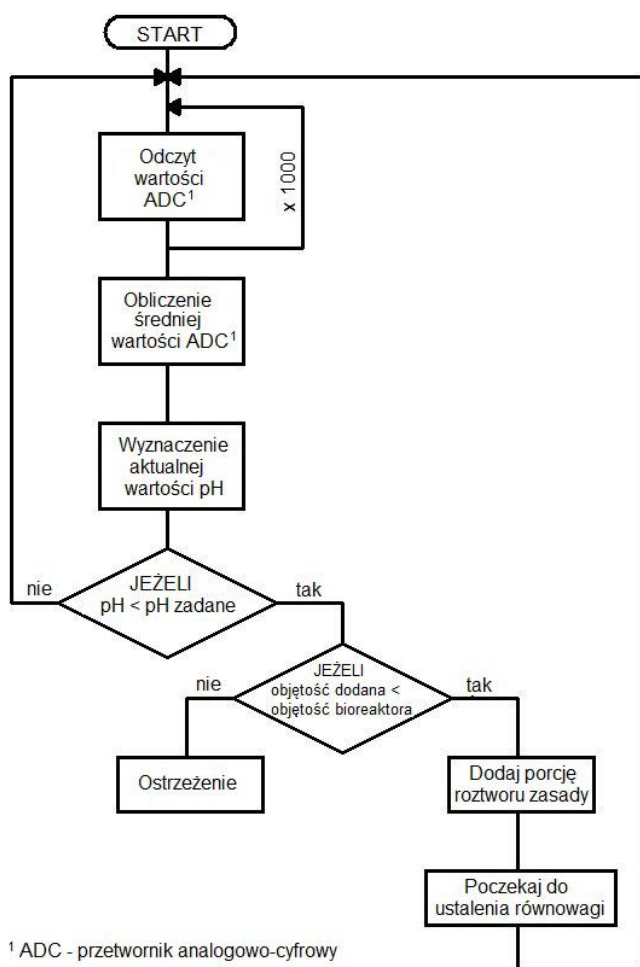 START
Odczyt
wartości
ADC¹
x 1000
Obliczenie
średniej
wartości ADC¹
Wyznaczenie
aktualnej
wartości pH
nie
JEŻELI
pH < pH zadane
tak
nie
JEŻELI
objętość dodana <
objętość bioreaktora
tak
Ostrzeżenie
Dodaj porcję
roztworu zasady
Poczekaj do
ustalenia równowagi
¹ ADC - przetwornik analogowo-cyfrowy